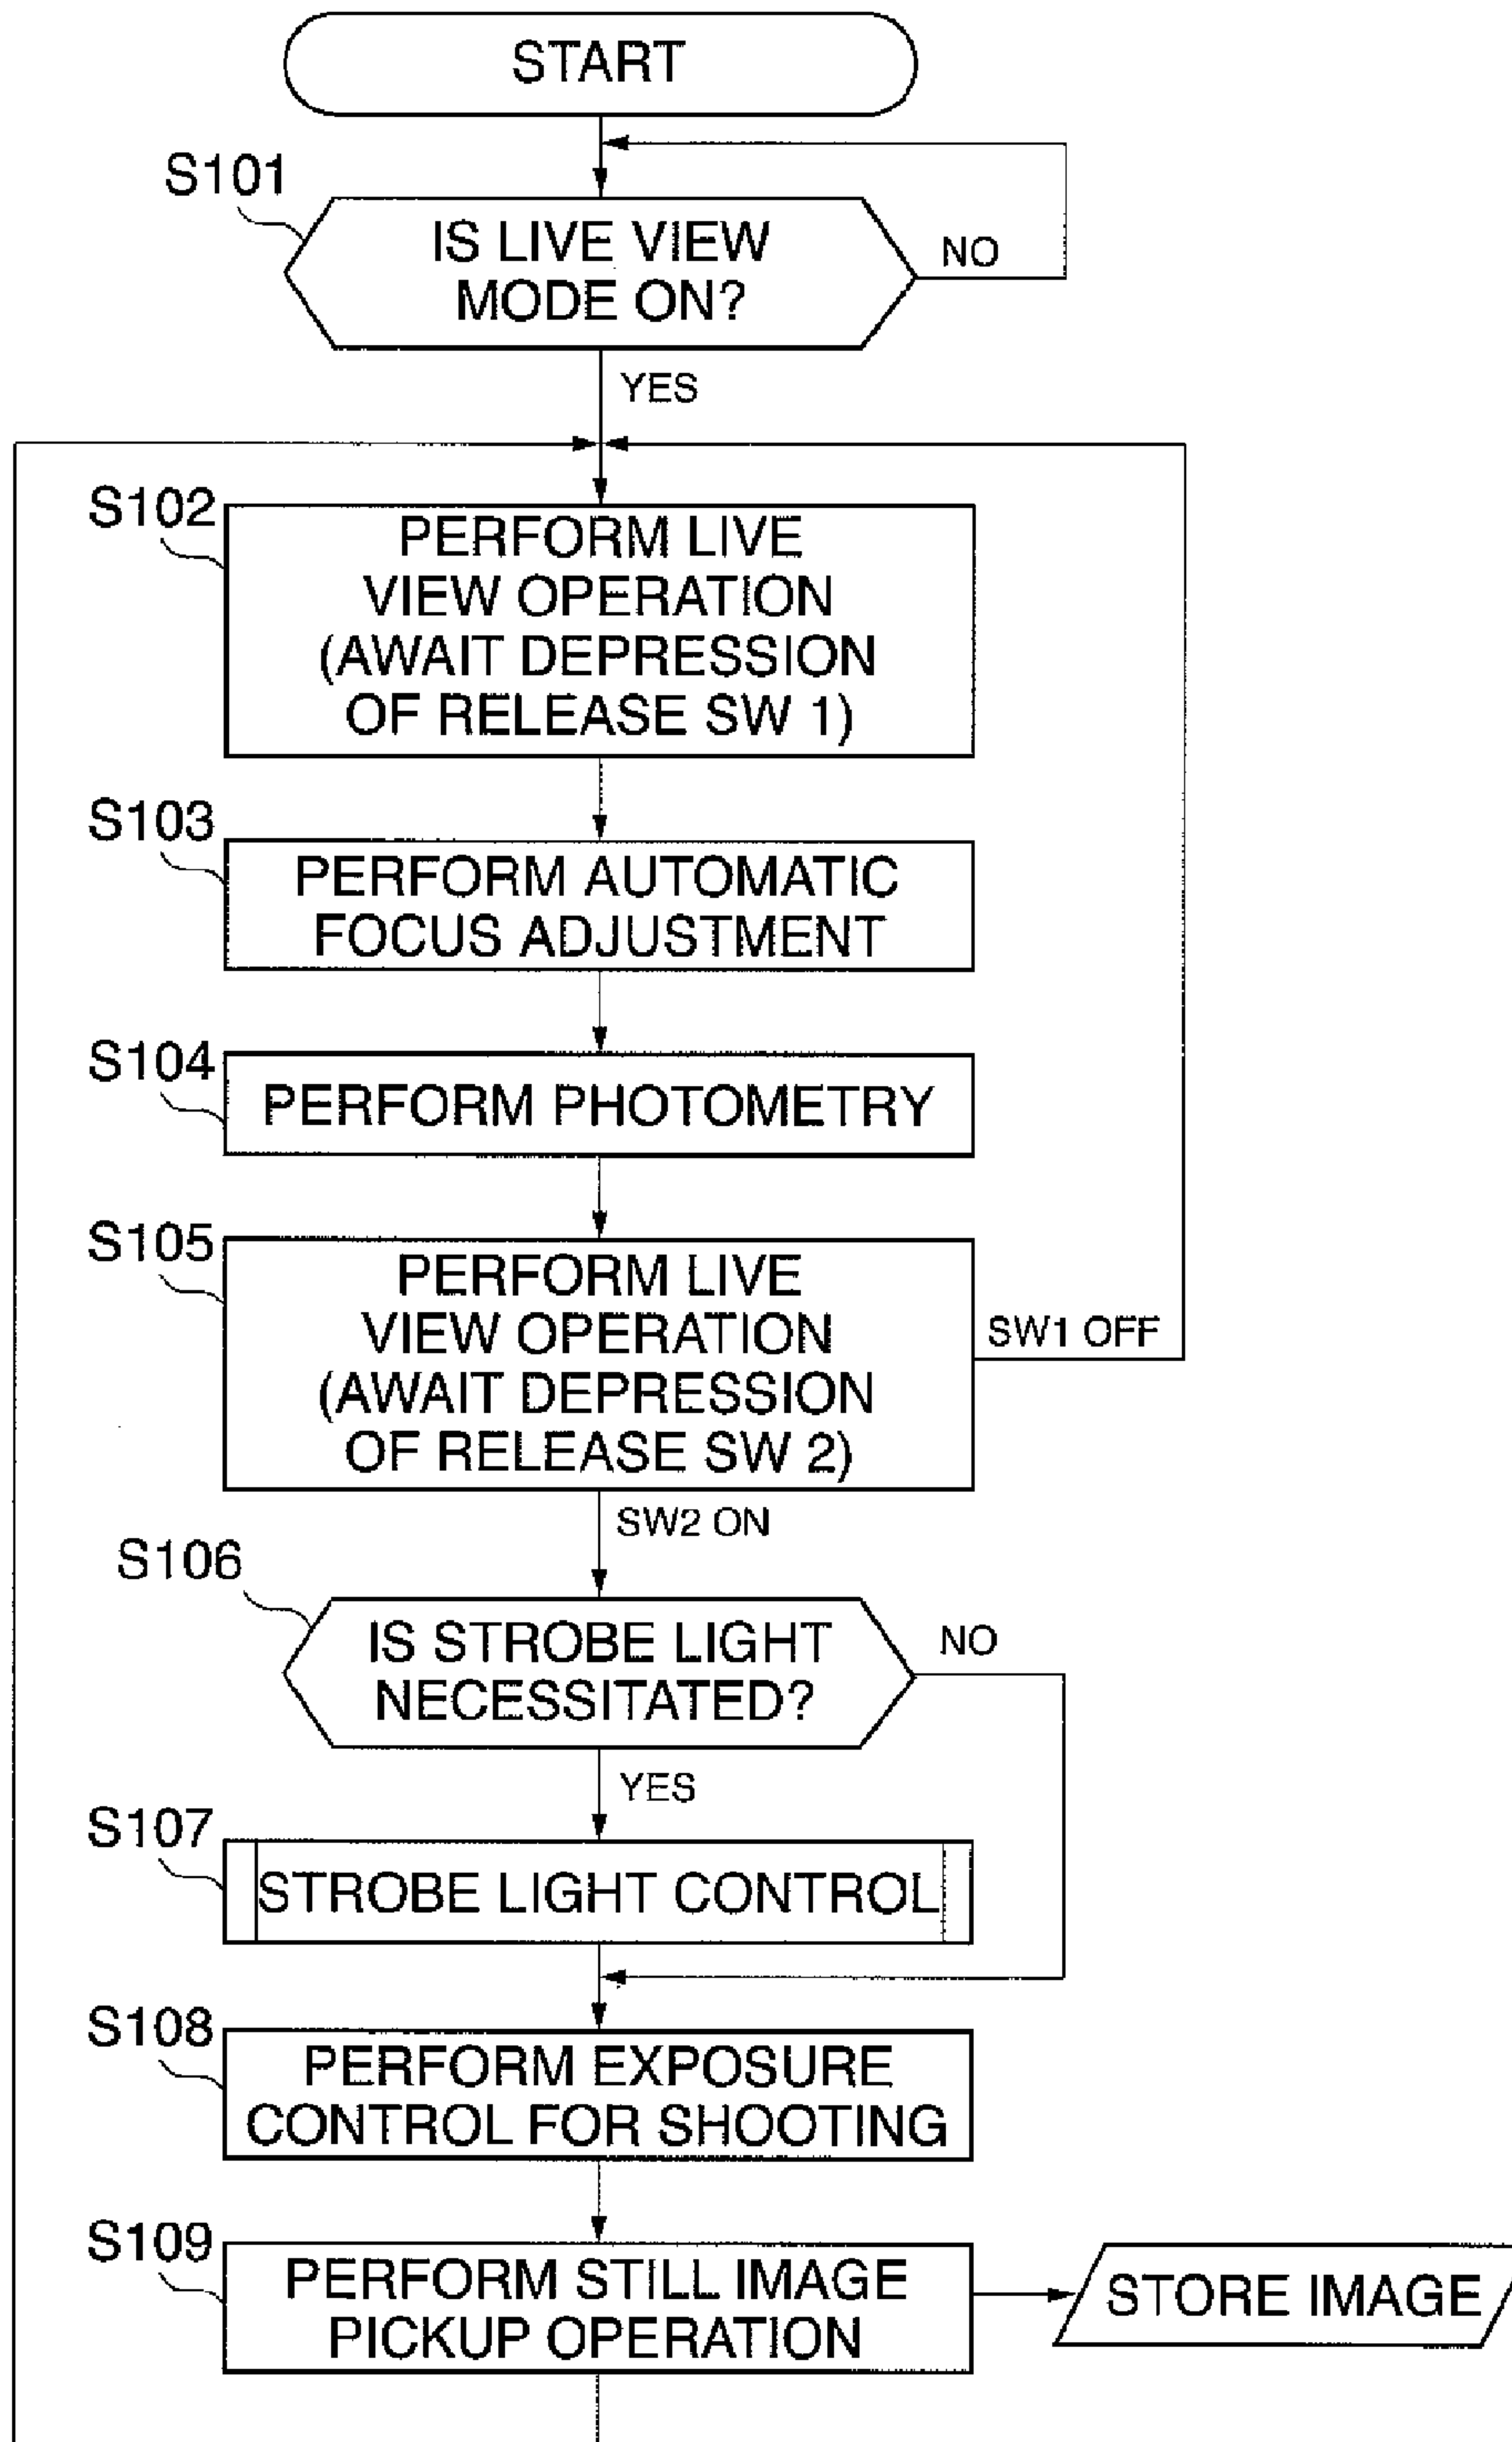 START
S101
IS LIVE VIEW
MODE ON?
NO
YES
S102
PERFORM LIVE
VIEW OPERATION
(AWAIT DEPRESSION
OF RELEASE SW 1)
S103
PERFORM AUTOMATIC
FOCUS ADJUSTMENT
S104
PERFORM PHOTOMETRY
S105
PERFORM LIVE
VIEW OPERATION
(AWAIT DEPRESSION
OF RELEASE SW 2)
SW1 OFF
SW2 ON
S106
IS STROBE LIGHT
NECESSITATED?
NO
YES
S107
STROBE LIGHT CONTROL
S108
PERFORM EXPOSURE
CONTROL FOR SHOOTING
S109
PERFORM STILL IMAGE
PICKUP OPERATION
STORE IMAGE